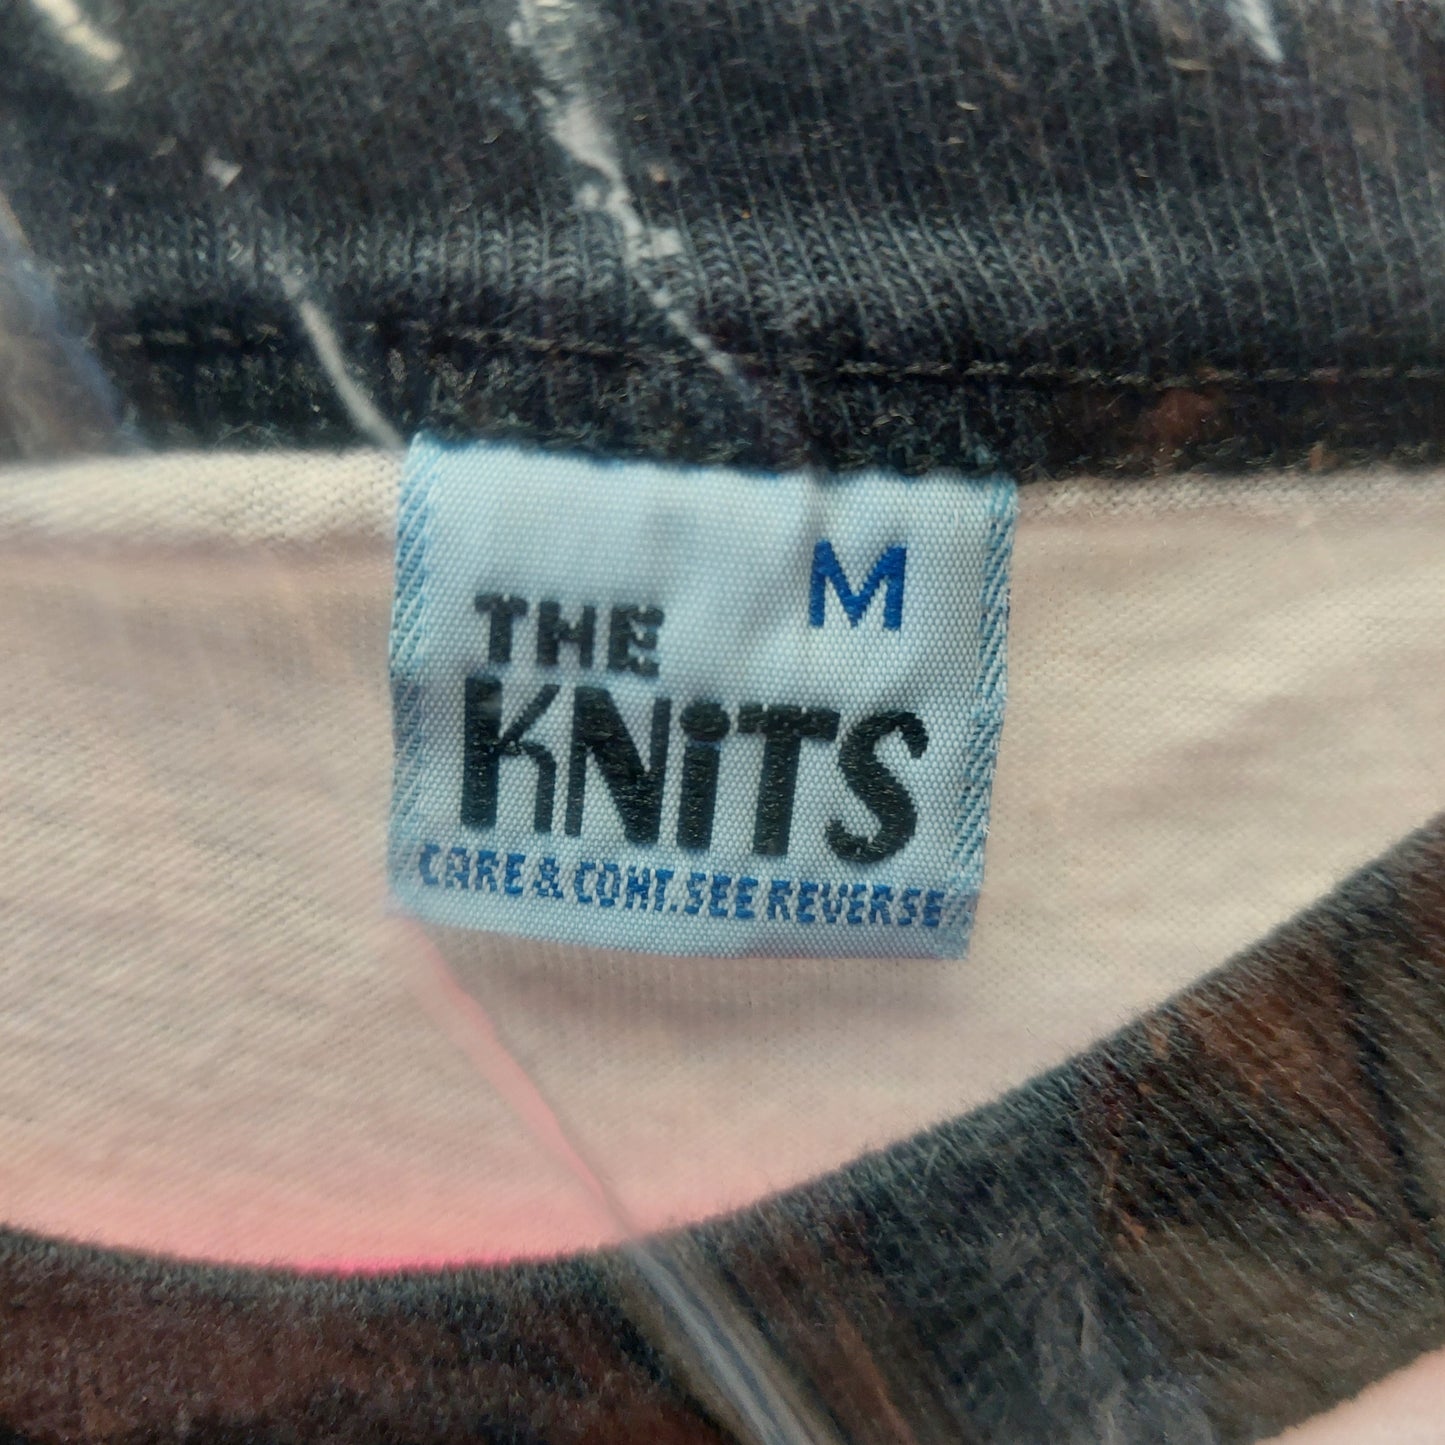 M
THE
KNiTS
CARE & CONT. SEE REVERSE